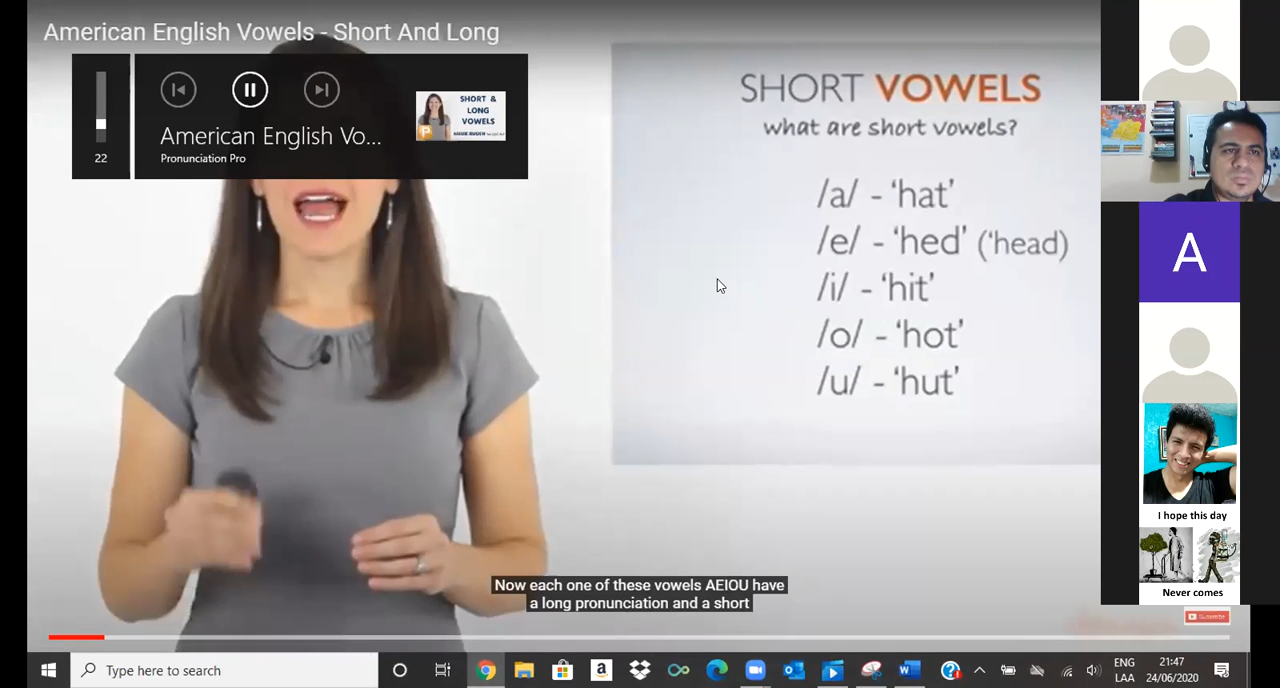 American English Vowels - Short And Long
22
American English Vo...
Pronunciation Pro
SHORT &
LONG
VOWELS
P
SHORT VOWELS
what are short vowels?
/a/ - ‘hat’
/e/ - ‘hed’ (‘head)
/i/ - ‘hit’
/o/ - ‘hot’
/u/ - ‘hut’
A
I hope this day
Never comes
Now each one of these vowels AEIOU have
a long pronunciation and a short
Type here to search
ENG
LAA
21:47
24/06/2020